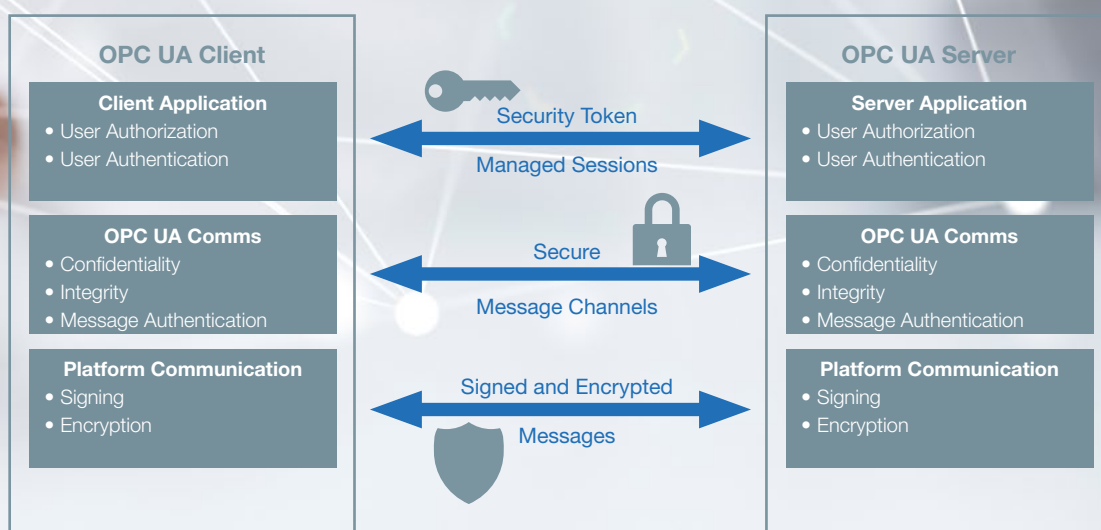 OPC UA Client
Client Application
• User Authorization
• User Authentication
OPC UA Comms
• Confidentiality
• Integrity
• Message Authentication
Platform Communication
• Signing
• Encryption
Security Token
Managed Sessions
Secure
Message Channels
Signed and Encrypted
Messages
OPC UA Server
Server Application
• User Authorization
• User Authentication
OPC UA Comms
• Confidentiality
• Integrity
• Message Authentication
Platform Communication
• Signing
• Encryption